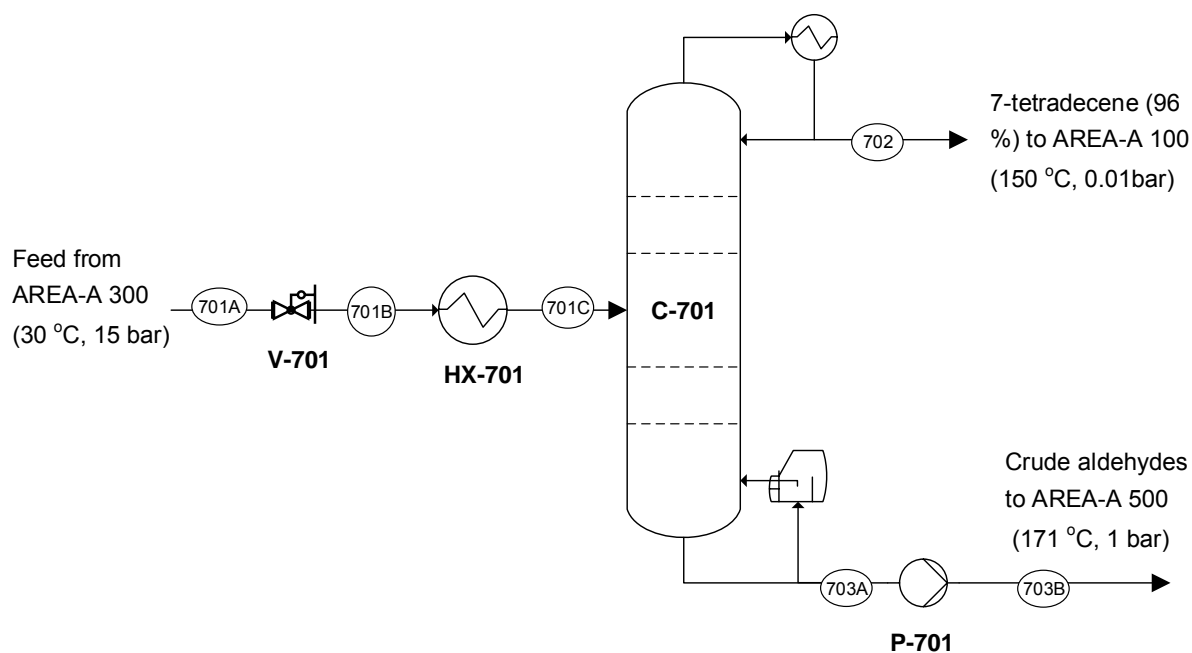 7-tetradecene (96
%) to AREA-A 100
(150 °C, 0.01bar)
702
Feed from
AREA-A 300
(30 °C, 15 bar)
701A
701B
701C
C-701
V-701
HX-701
Crude aldehydes
to AREA-A 500
(171 °C, 1 bar)
703A
703B
P-701